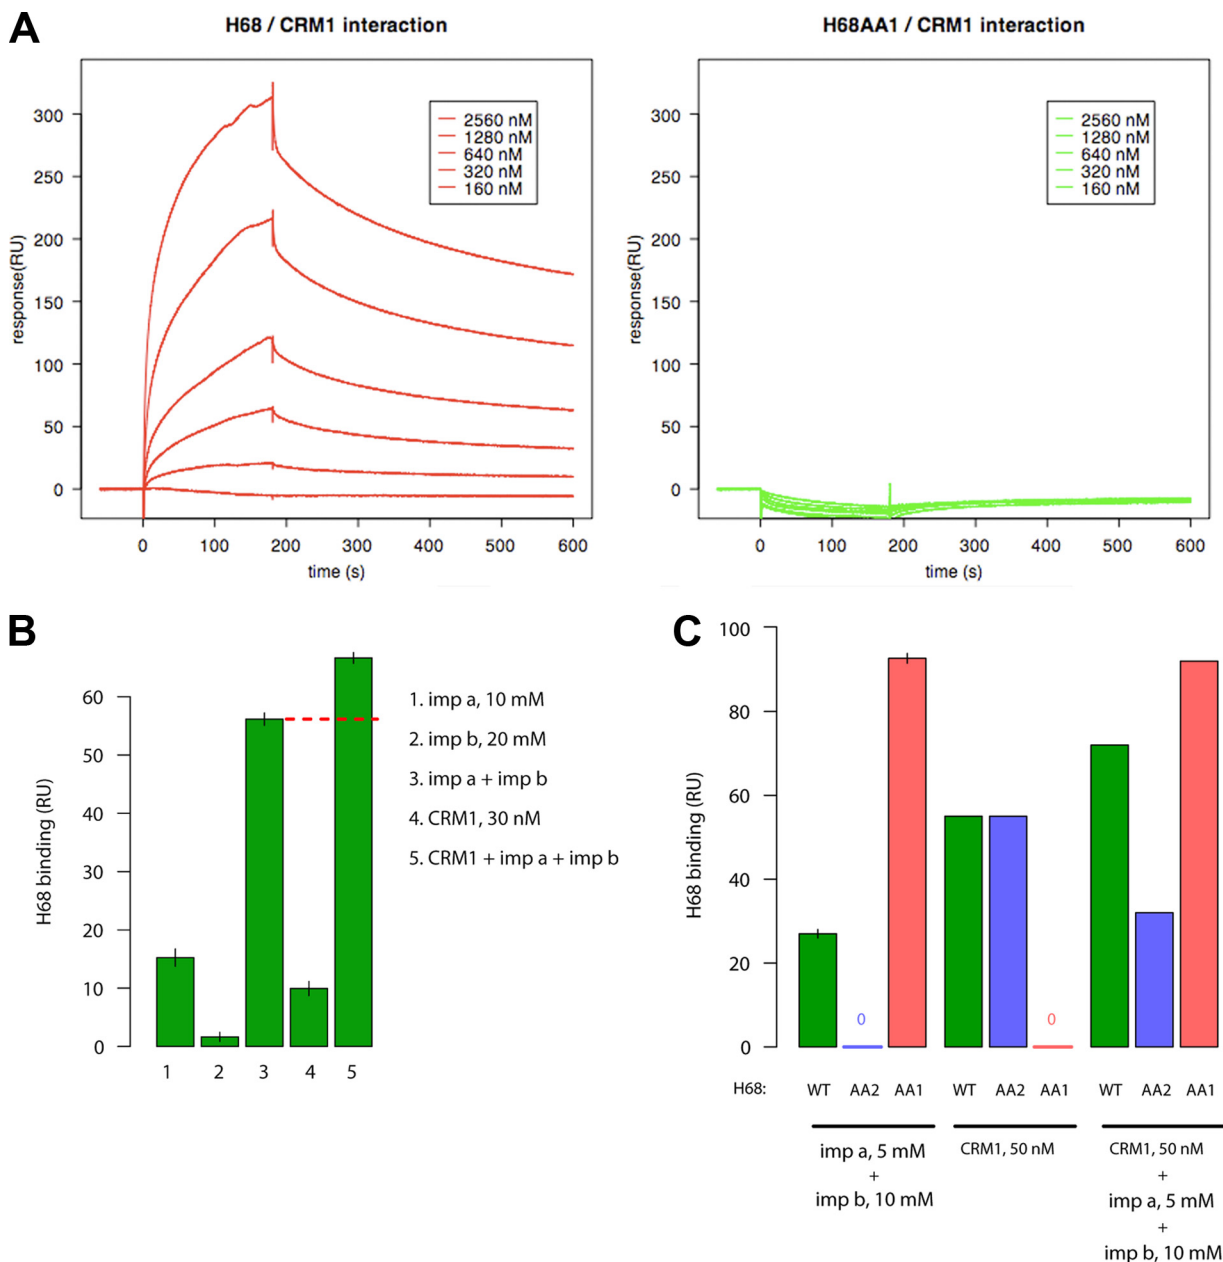 A
H68 / CRM1 interaction
response(RU)
300
250
200
150
100
50
0
2560 nM
1280 nM
640 nM
320 nM
160 nM
0 100 200 300 400 500 600
time (s)
H68AA1 / CRM1 interaction
response(RU)
300
250
200
150
100
50
0
2560 nM
1280 nM
640 nM
320 nM
160 nM
0 100 200 300 400 500 600
time (s)
B
H68 binding (RU)
60
50
40
30
20
10
0
1 2 3 4 5
1. imp a, 10 mM
2. imp b, 20 mM
3. imp a + imp b
4. CRM1, 30 nM
5. CRM1 + imp a + imp b
C
H68 binding (RU)
100
80
60
40
20
0
0 0
H68: WT AA2 AA1 WT AA2 AA1 WT AA2 AA1
imp a, 5 mM
+
imp b, 10 mM
CRM1, 50 nM
CRM1, 50 nM
+
imp a, 5 mM
+
imp b, 10 mM